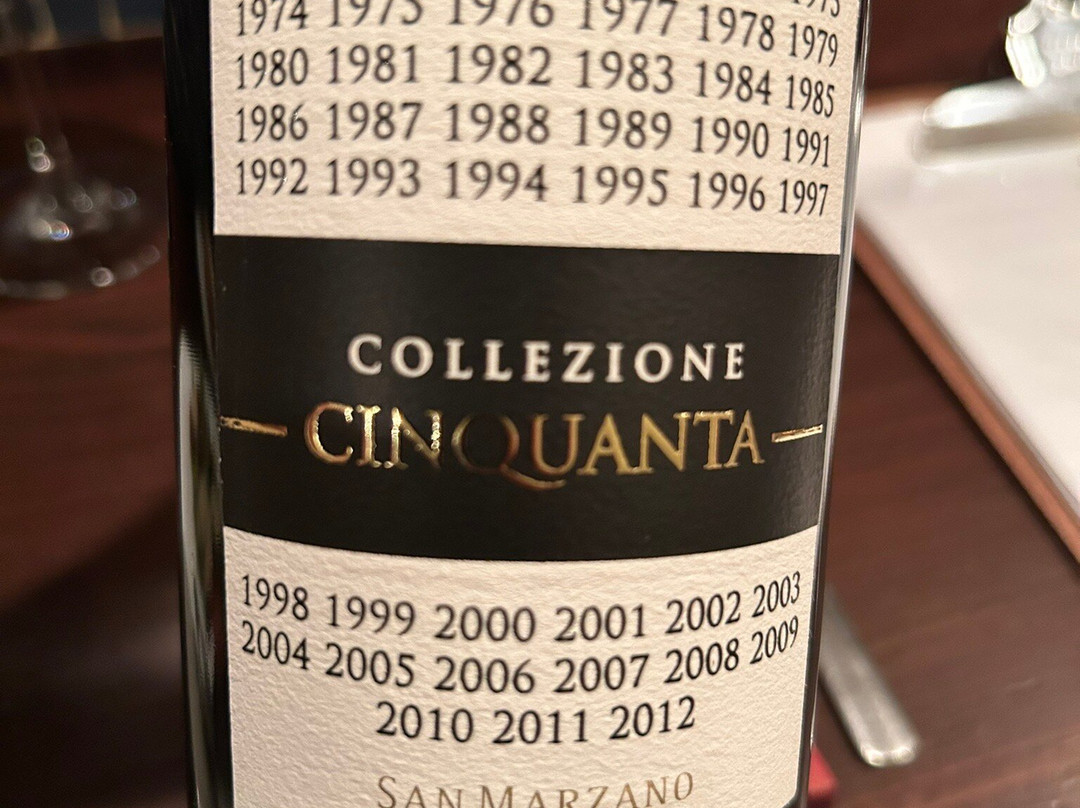 1974 1975 1976 1977 1978 1979
1980 1981 1982 1983 1984 1985
1986 1987 1988 1989 1990 1991
1992 1993 1994 1995 1996 1997
COLLEZIONE
CINQUANTA
1998 1999 2000 2001 2002 2003
2004 2005 2006 2007 2008 2009
2010 2011 2012
SAN MARZANO